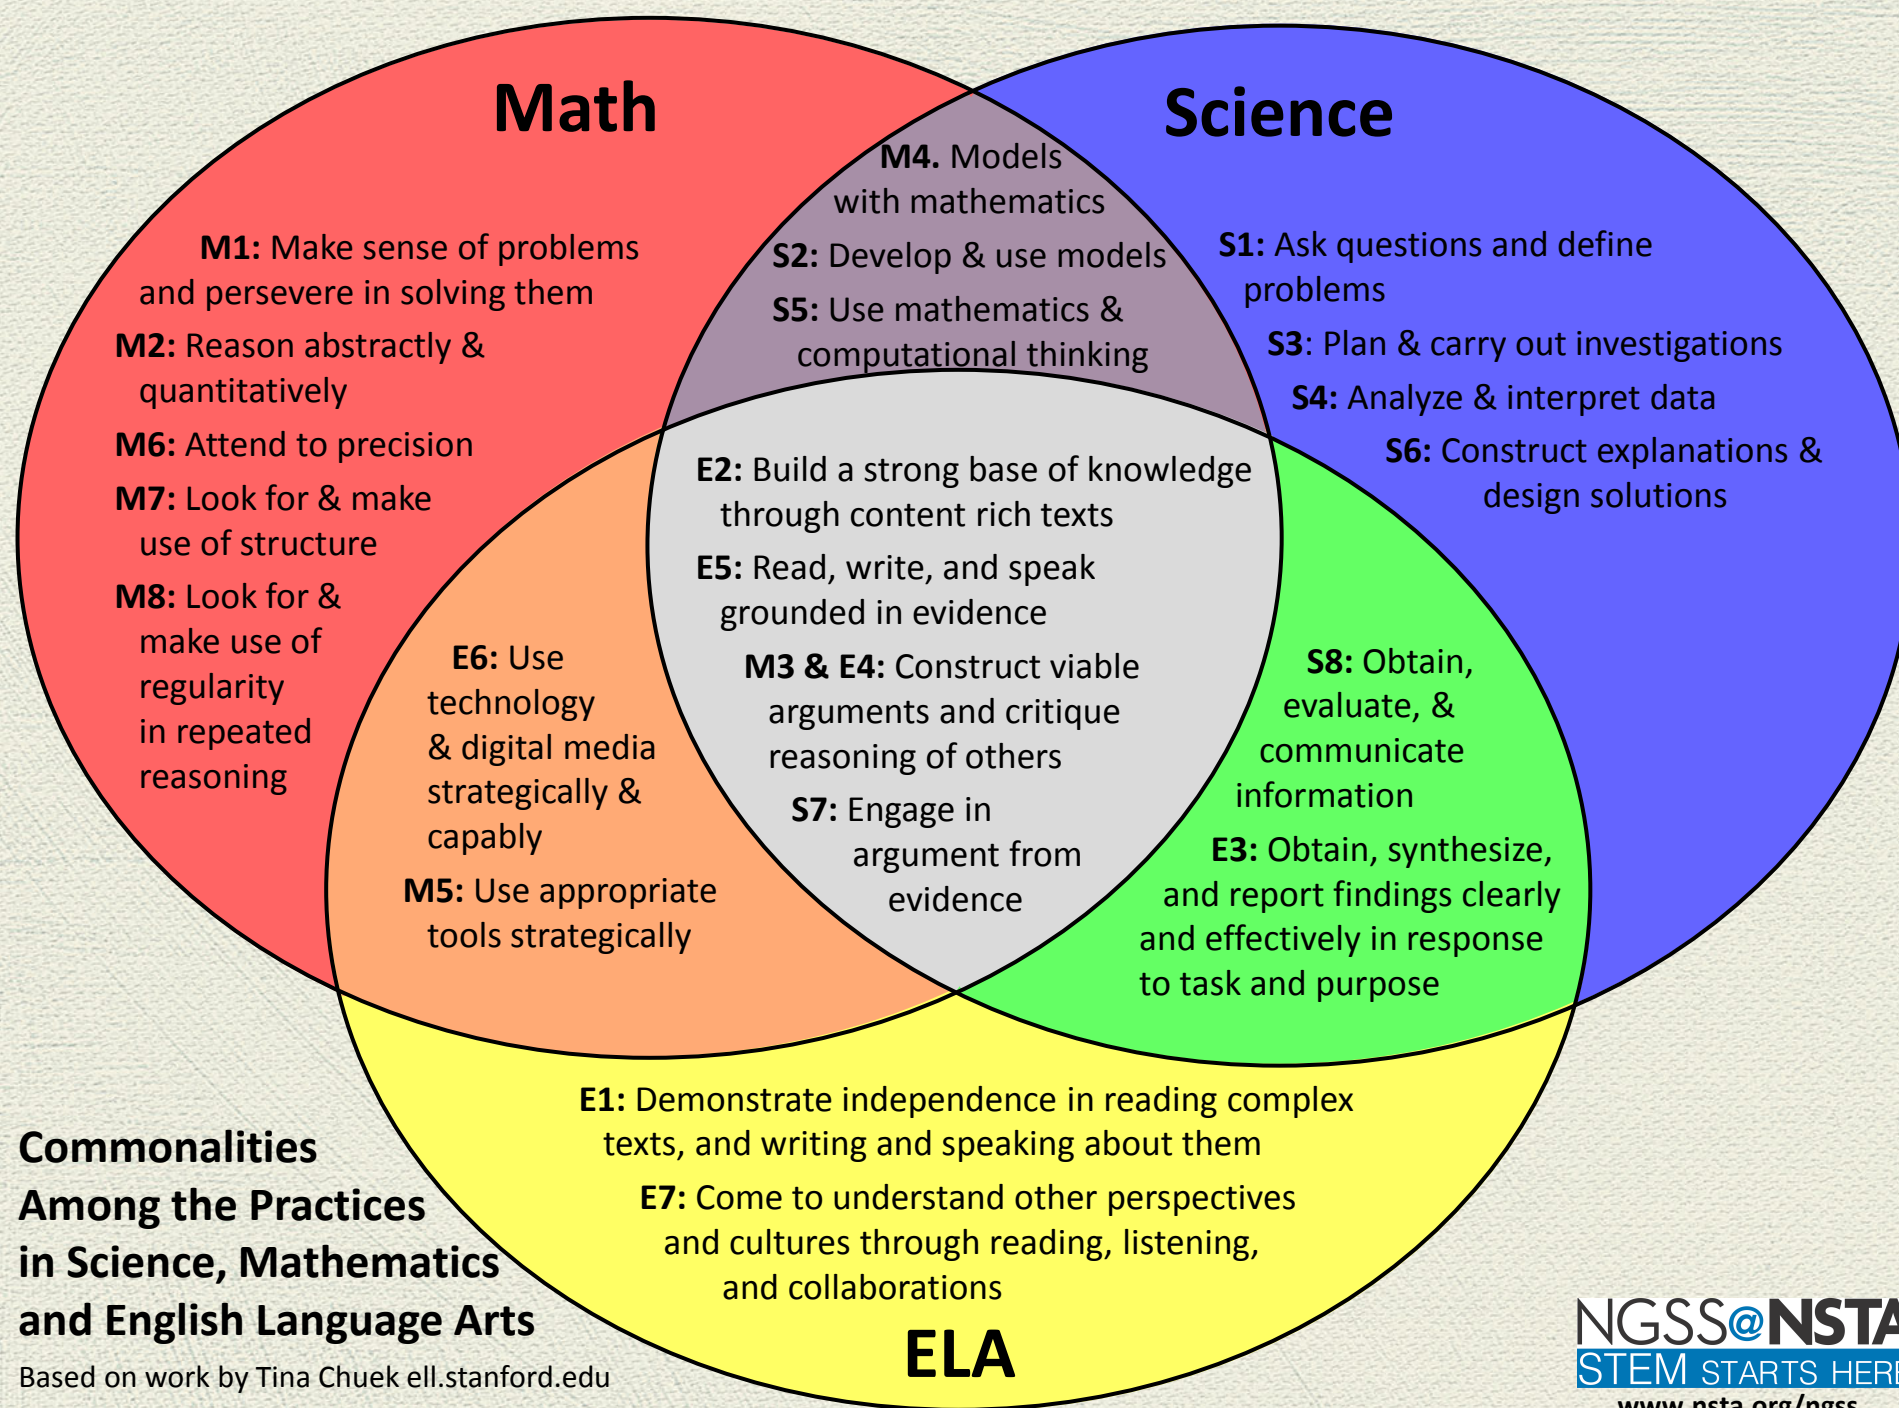 Math
Science
M4. Models
with mathematics
S2: Develop & use models
S5: Use mathematics &
computational thinking
M1: Make sense of problems
and persevere in solving them
M2: Reason abstractly &
quantitatively
M6: Attend to precision
M7: Look for & make
use of structure
M8: Look for &
make use of
regularity
in repeated
reasoning
S1: Ask questions and define
problems
S3: Plan & carry out investigations
S4: Analyze & interpret data
S6: Construct explanations &
design solutions
E2: Build a strong base of knowledge
through content rich texts
E5: Read, write, and speak
grounded in evidence
M3 & E4: Construct viable
arguments and critique
reasoning of others
S7: Engage in
argument from
evidence
E6: Use
technology
& digital media
strategically &
capably
M5: Use appropriate
tools strategically
S8: Obtain,
evaluate, &
communicate
information
E3: Obtain, synthesize,
and report findings clearly
and effectively in response
to task and purpose
E1: Demonstrate independence in reading complex
texts, and writing and speaking about them
E7: Come to understand other perspectives
and cultures through reading, listening,
and collaborations
ELA
Commonalities
Among the Practices
in Science, Mathematics
and English Language Arts
Based on work by Tina Chuek ell.stanford.edu
NGSS@NSTA
STEM STARTS HERE
www.nsta.org/ngss